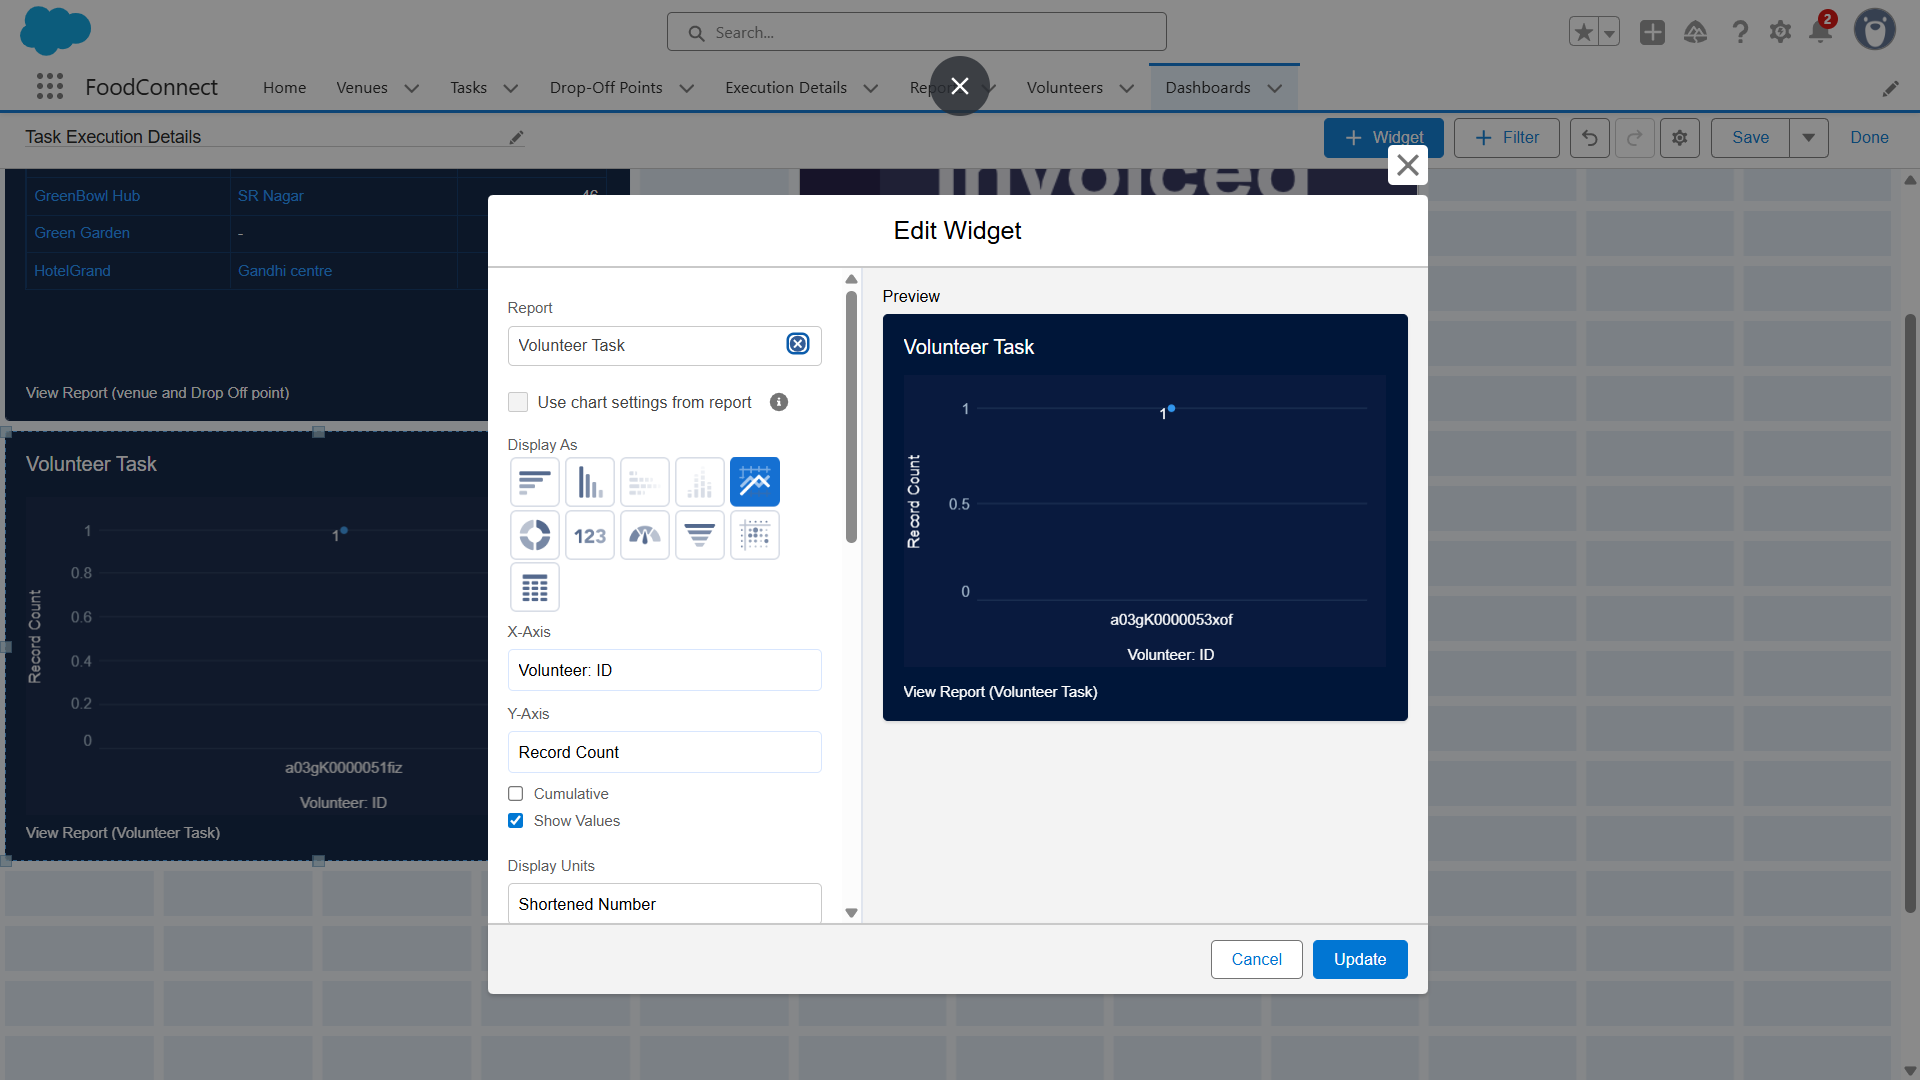 Search...
2
FoodConnect
Home
Venues
Tasks
Drop-Off Points
Execution Details
Volunteers
Dashboards
Task Execution Details
Widget
Filter
Save
Done
GreenBowl Hub
SR Nagar
Green Garden
-
HotelGrand
Gandhi centre
View Report (venue and Drop Off point)
Volunteer Task
1
1
0.8
0.6
0.4
0.2
0
Record Count
a03gK0000051fiz
Volunteer: ID
View Report (Volunteer Task)
Edit Widget
Report
Volunteer Task
Use chart settings from report
Display As
123
X-Axis
Volunteer: ID
Y-Axis
Record Count
Cumulative
Show Values
Display Units
Shortened Number
Preview
Volunteer Task
1
1
0.5
0
Record Count
a03gK0000053xof
Volunteer: ID
View Report (Volunteer Task)
Cancel
Update